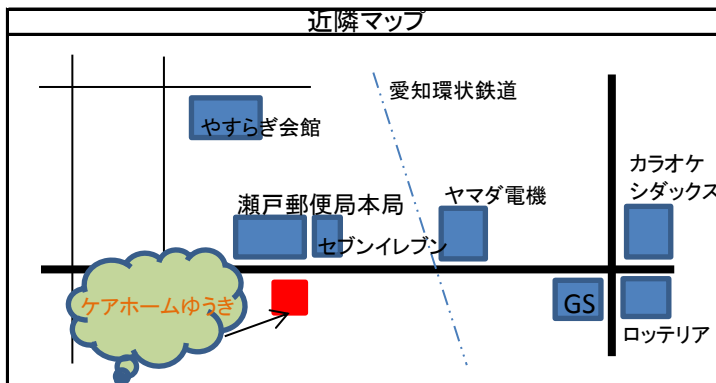 近隣マップ
愛知環状鉄道
やすらぎ会館
カラオケ
シダックス
ヤマダ電機
瀬戸郵便局本局
セブンイレブン
ケアホームゆうき
GS
ロッテリア